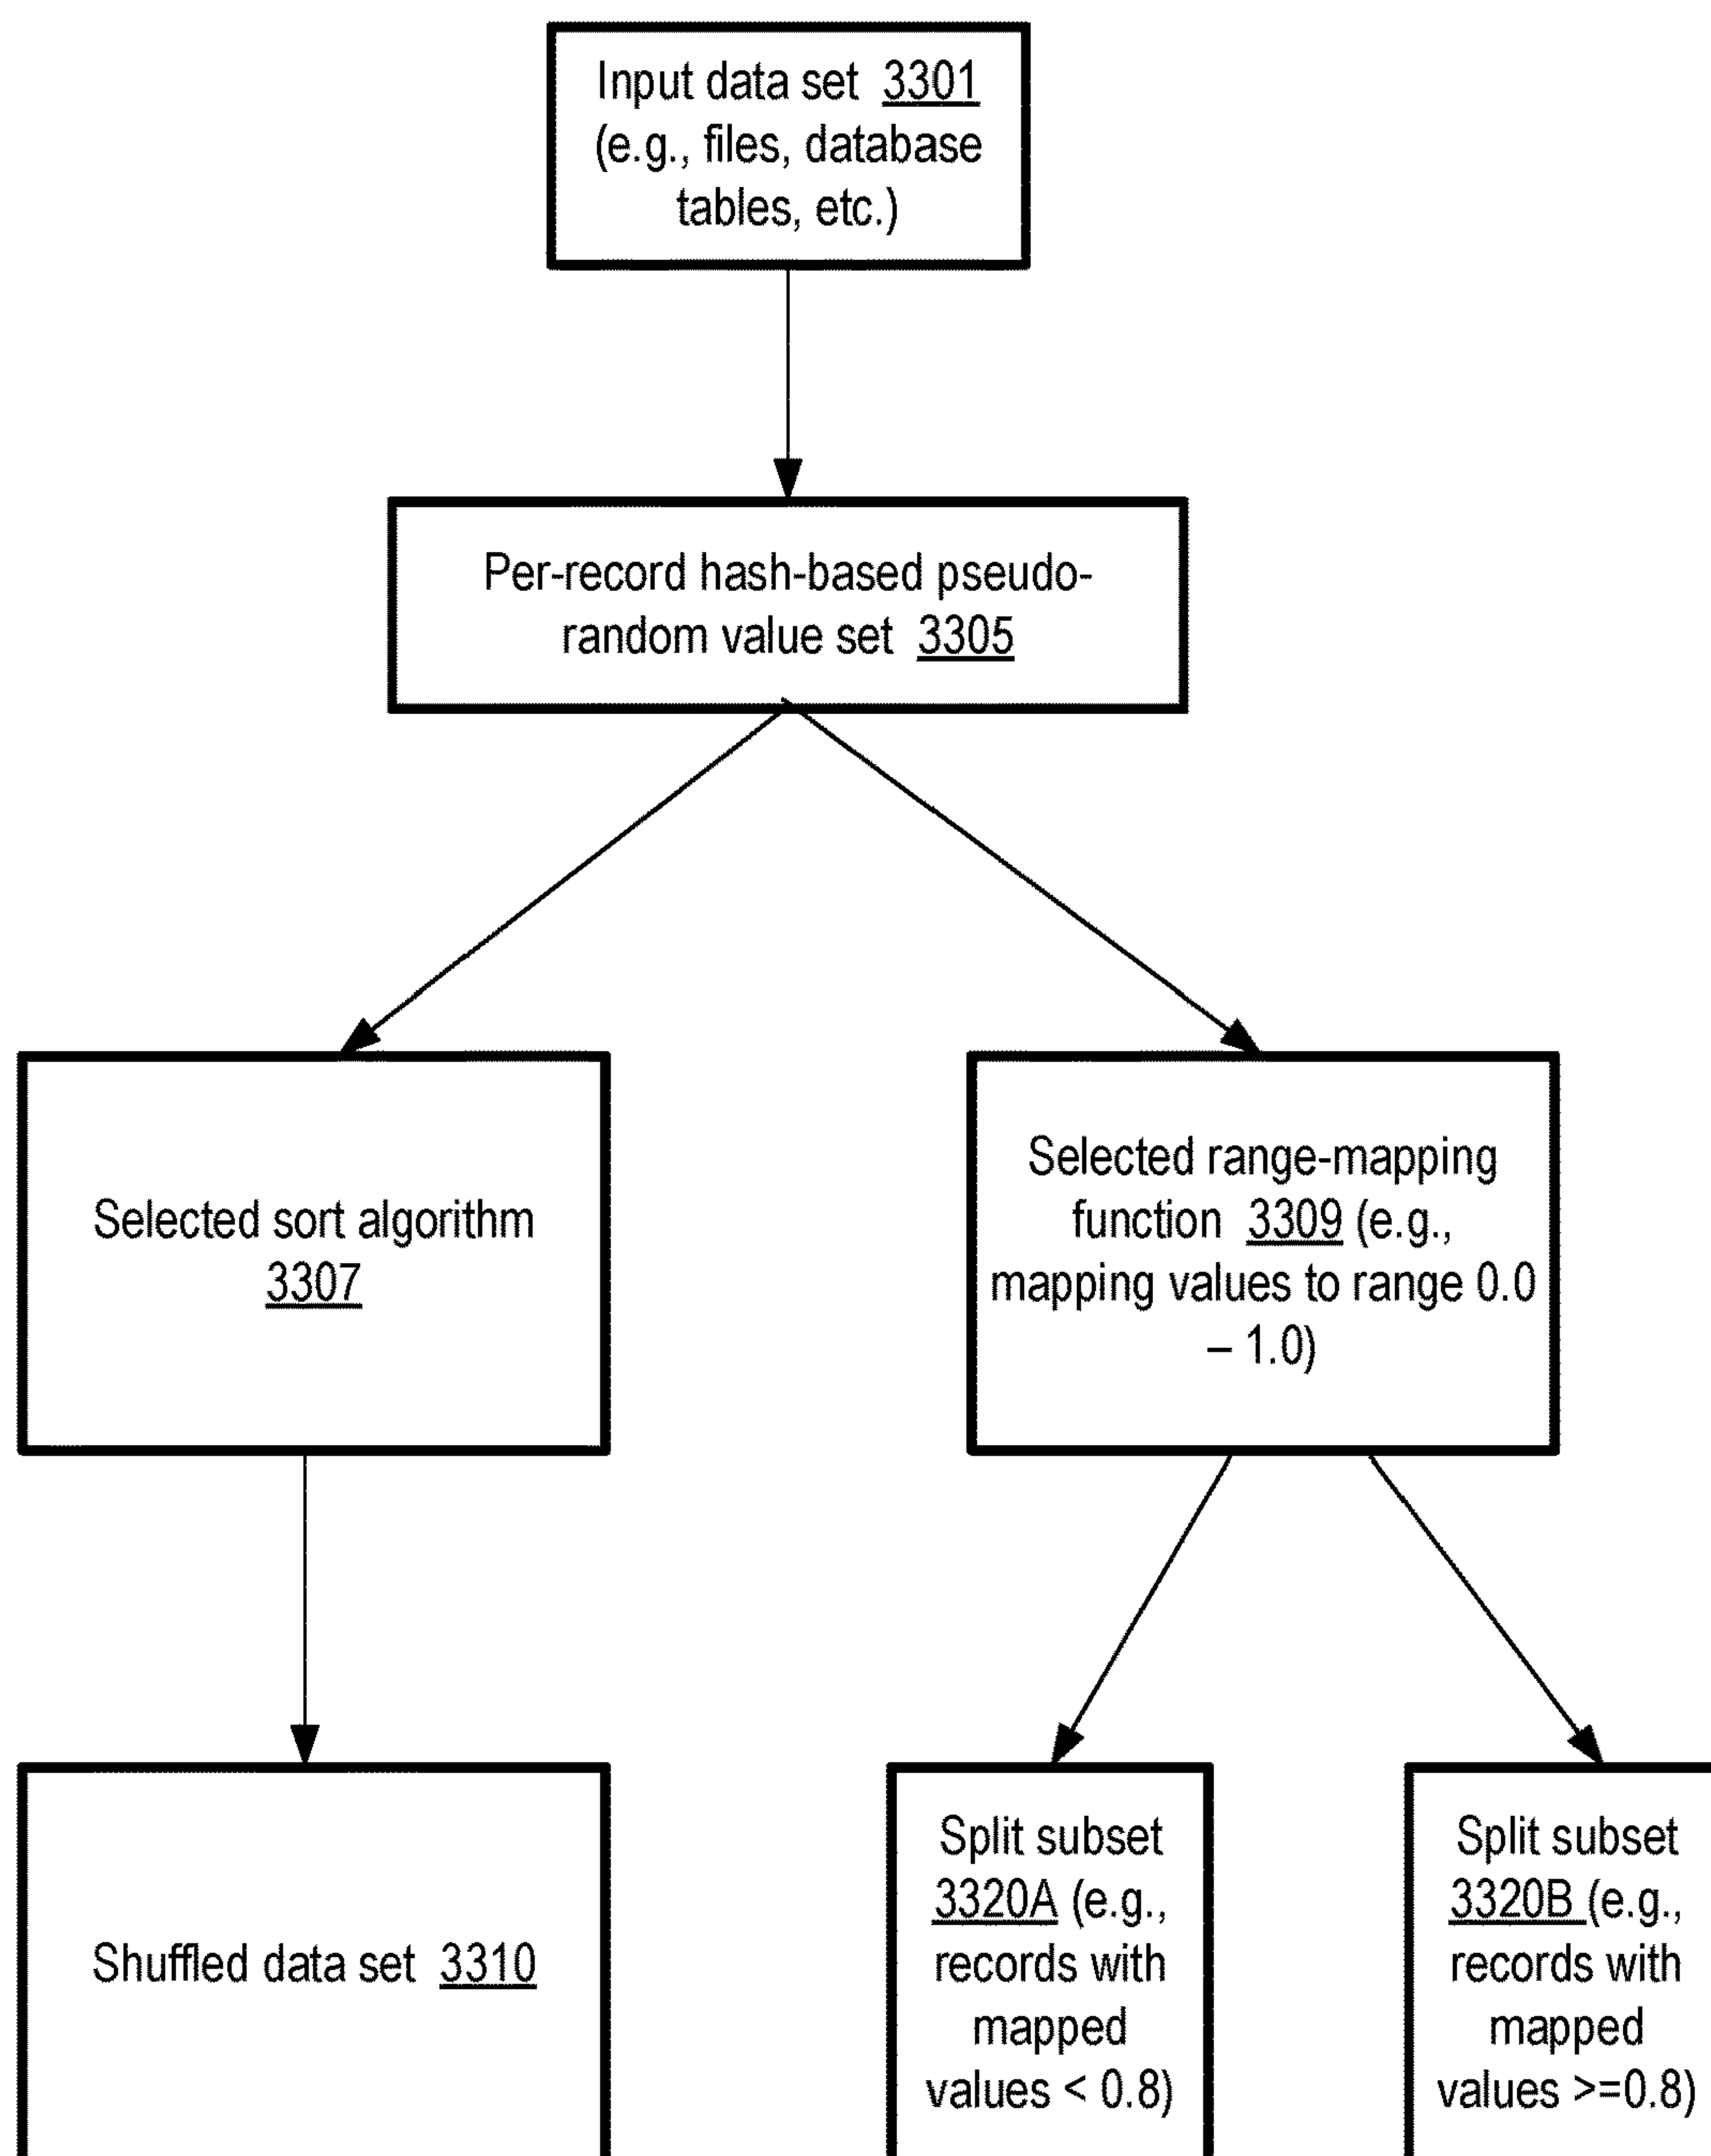 Input data set 3301
(e.g., files, database
tables, etc.)
Per-record hash-based pseudo-
random value set 3305
Selected sort algorithm
3307
Selected range-mapping
function 3309 (e.g.,
mapping values to range 0.0
– 1.0)
Shuffled data set 3310
Split subset
3320A (e.g.,
records with
mapped
values < 0.8)
Split subset
3320B (e.g.,
records with
mapped
values >=0.8)